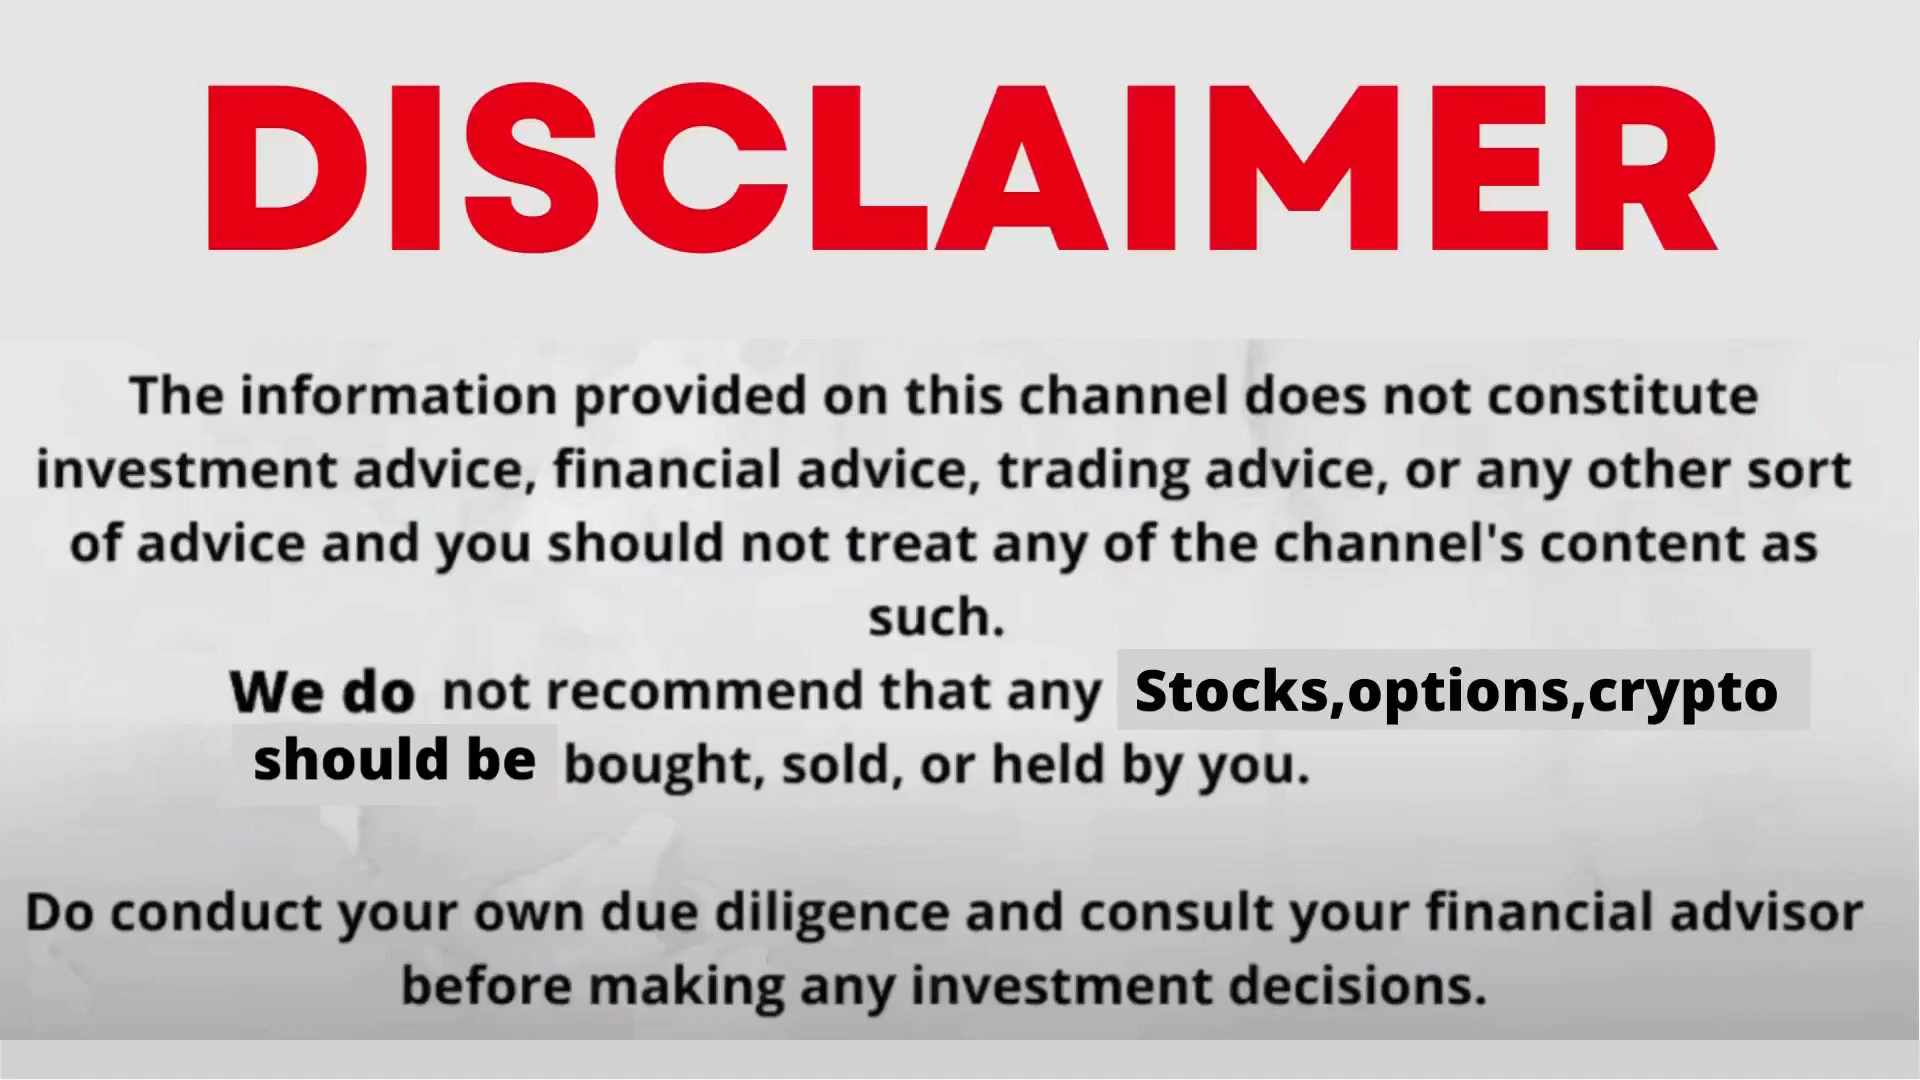 DISCLAIMER
The information provided on this channel does not constitute
investment advice, financial advice, trading advice, or any other sort
of advice and you should not treat any of the channel's content as
such.
We do not recommend that any Stocks,options,crypto
should be bought, sold, or held by you.
Do conduct your own due diligence and consult your financial advisor
before making any investment decisions.